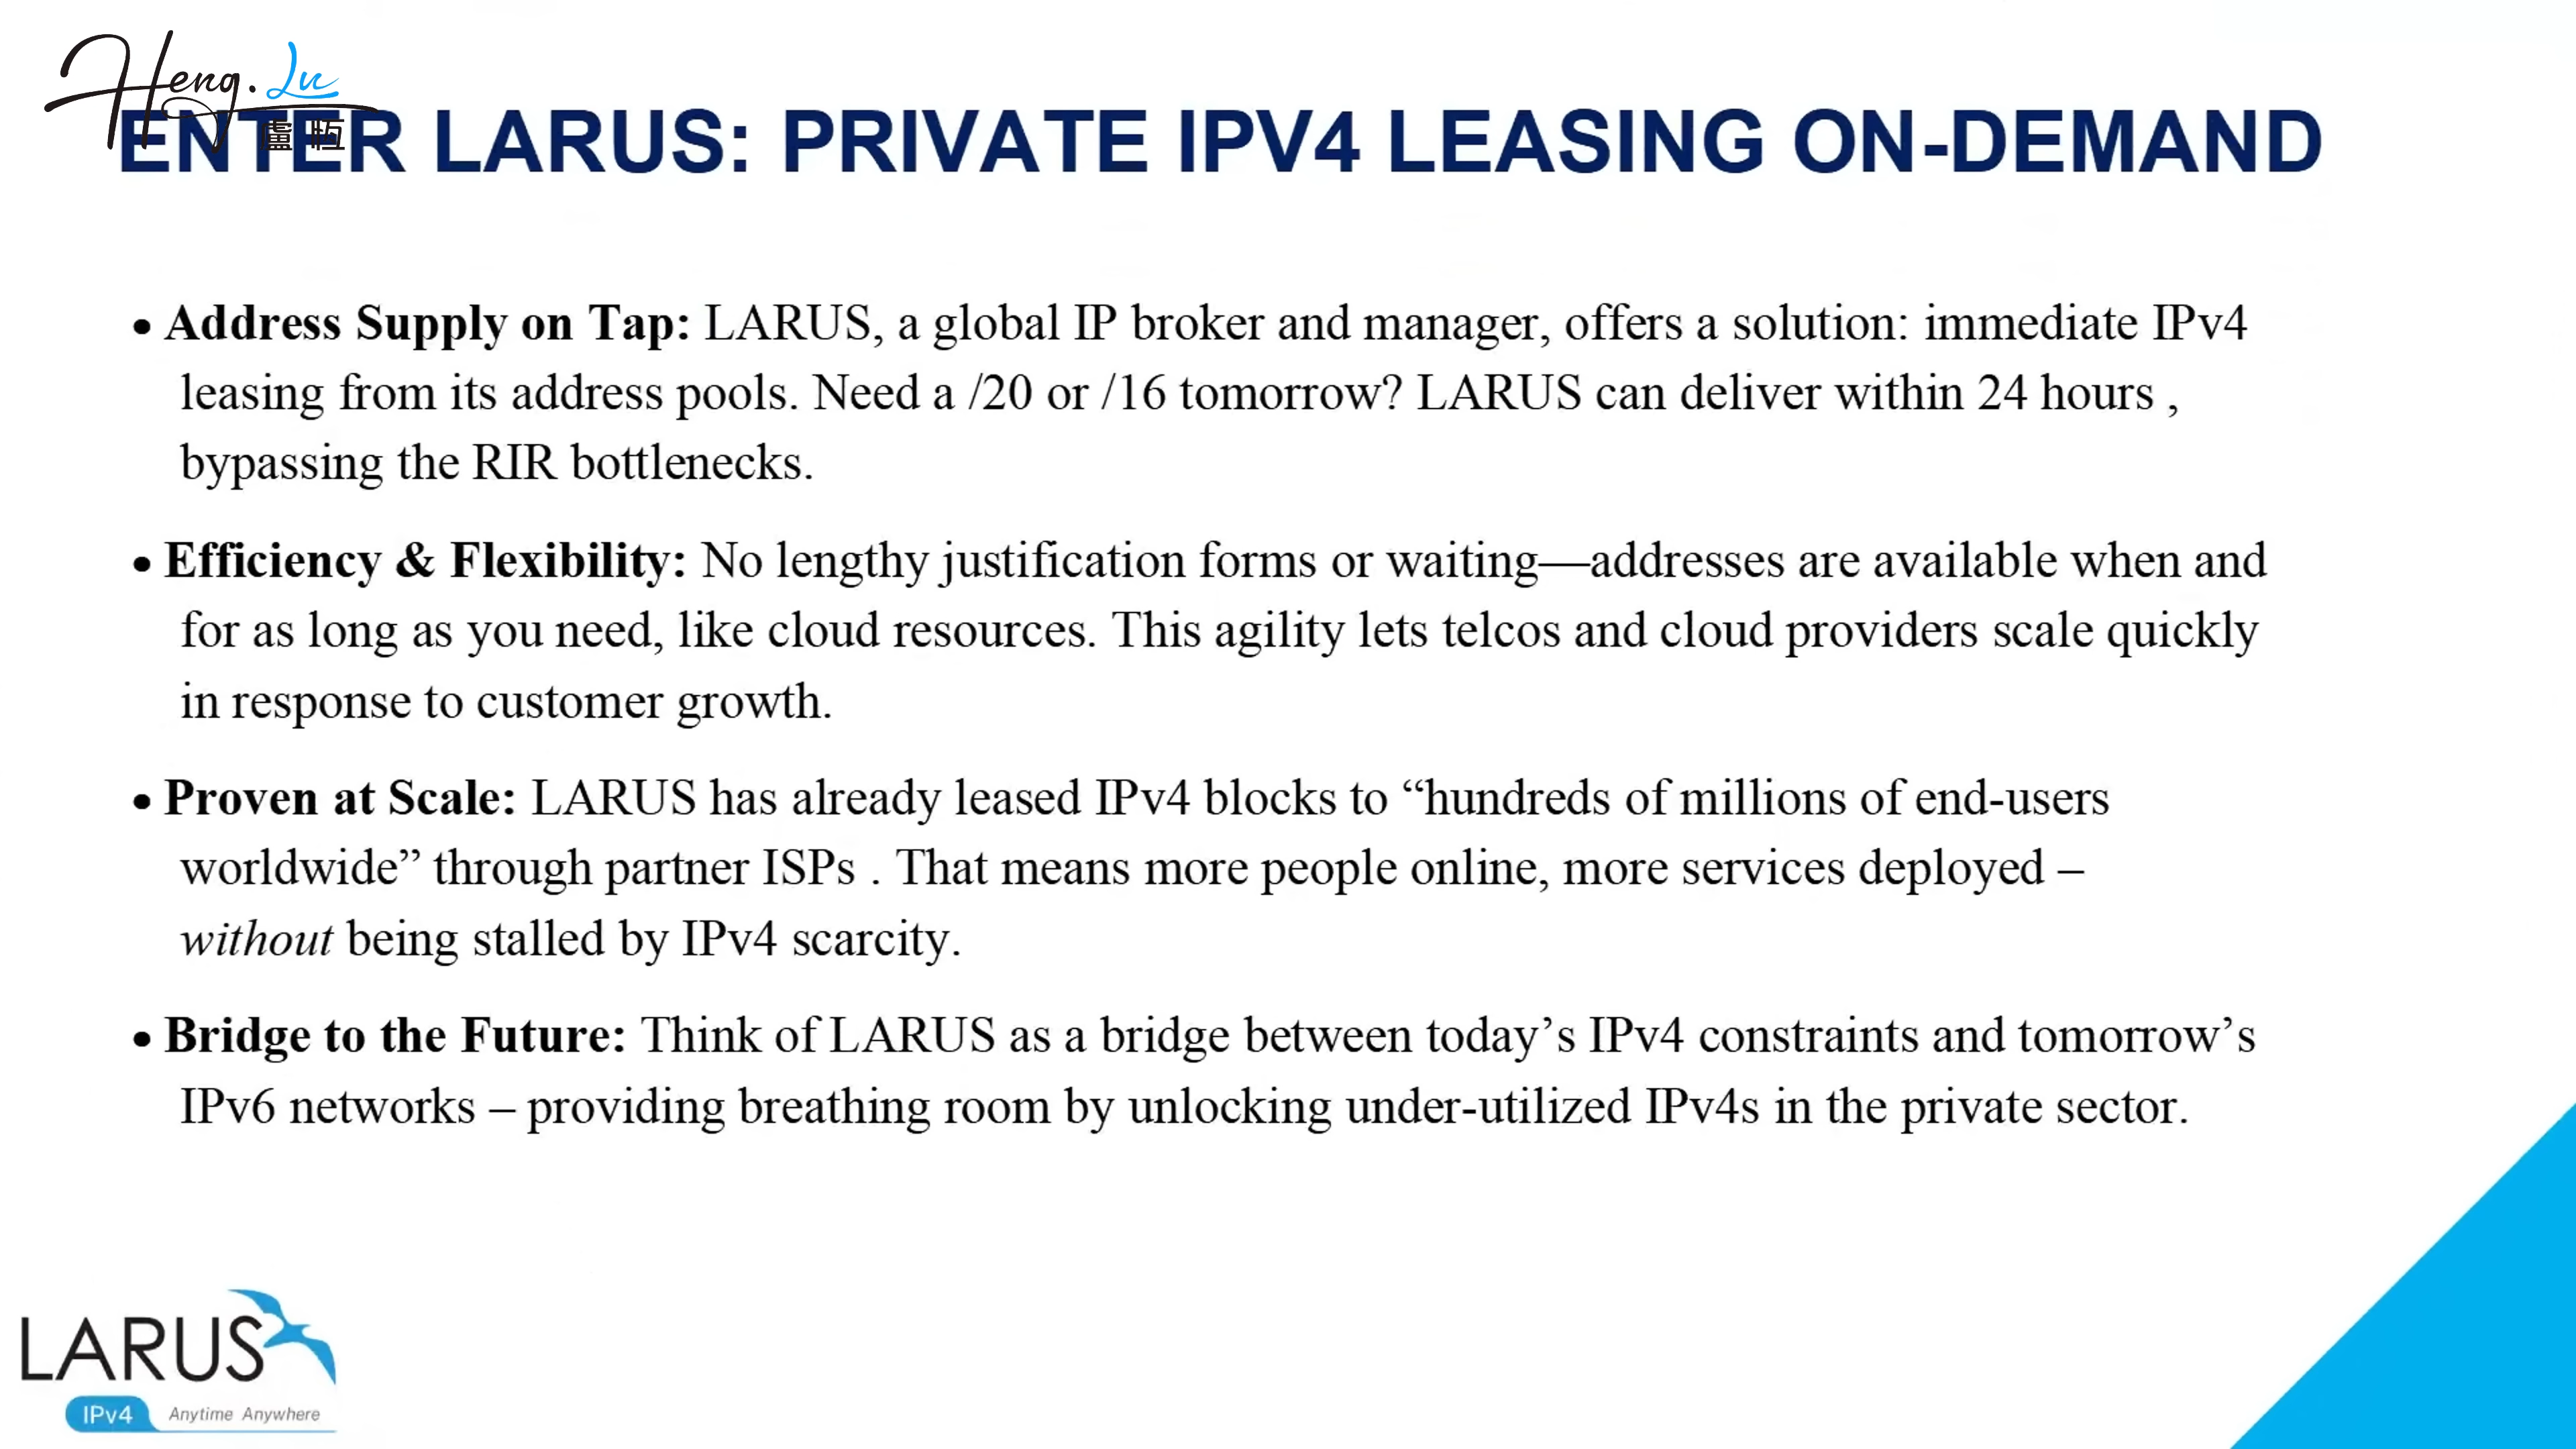 Heng.Lu
盧恒
ENTER LARUS: PRIVATE IPV4 LEASING ON-DEMAND
• Address Supply on Tap: LARUS, a global IP broker and manager, offers a solution: immediate IPv4
leasing from its address pools. Need a /20 or /16 tomorrow? LARUS can deliver within 24 hours ,
bypassing the RIR bottlenecks.
• Efficiency & Flexibility: No lengthy justification forms or waiting—addresses are available when and
for as long as you need, like cloud resources. This agility lets telcos and cloud providers scale quickly
in response to customer growth.
• Proven at Scale: LARUS has already leased IPv4 blocks to “hundreds of millions of end-users
worldwide” through partner ISPs . That means more people online, more services deployed –
without being stalled by IPv4 scarcity.
• Bridge to the Future: Think of LARUS as a bridge between today’s IPv4 constraints and tomorrow’s
IPv6 networks – providing breathing room by unlocking under-utilized IPv4s in the private sector.
LARUS
IPv4 Anytime Anywhere